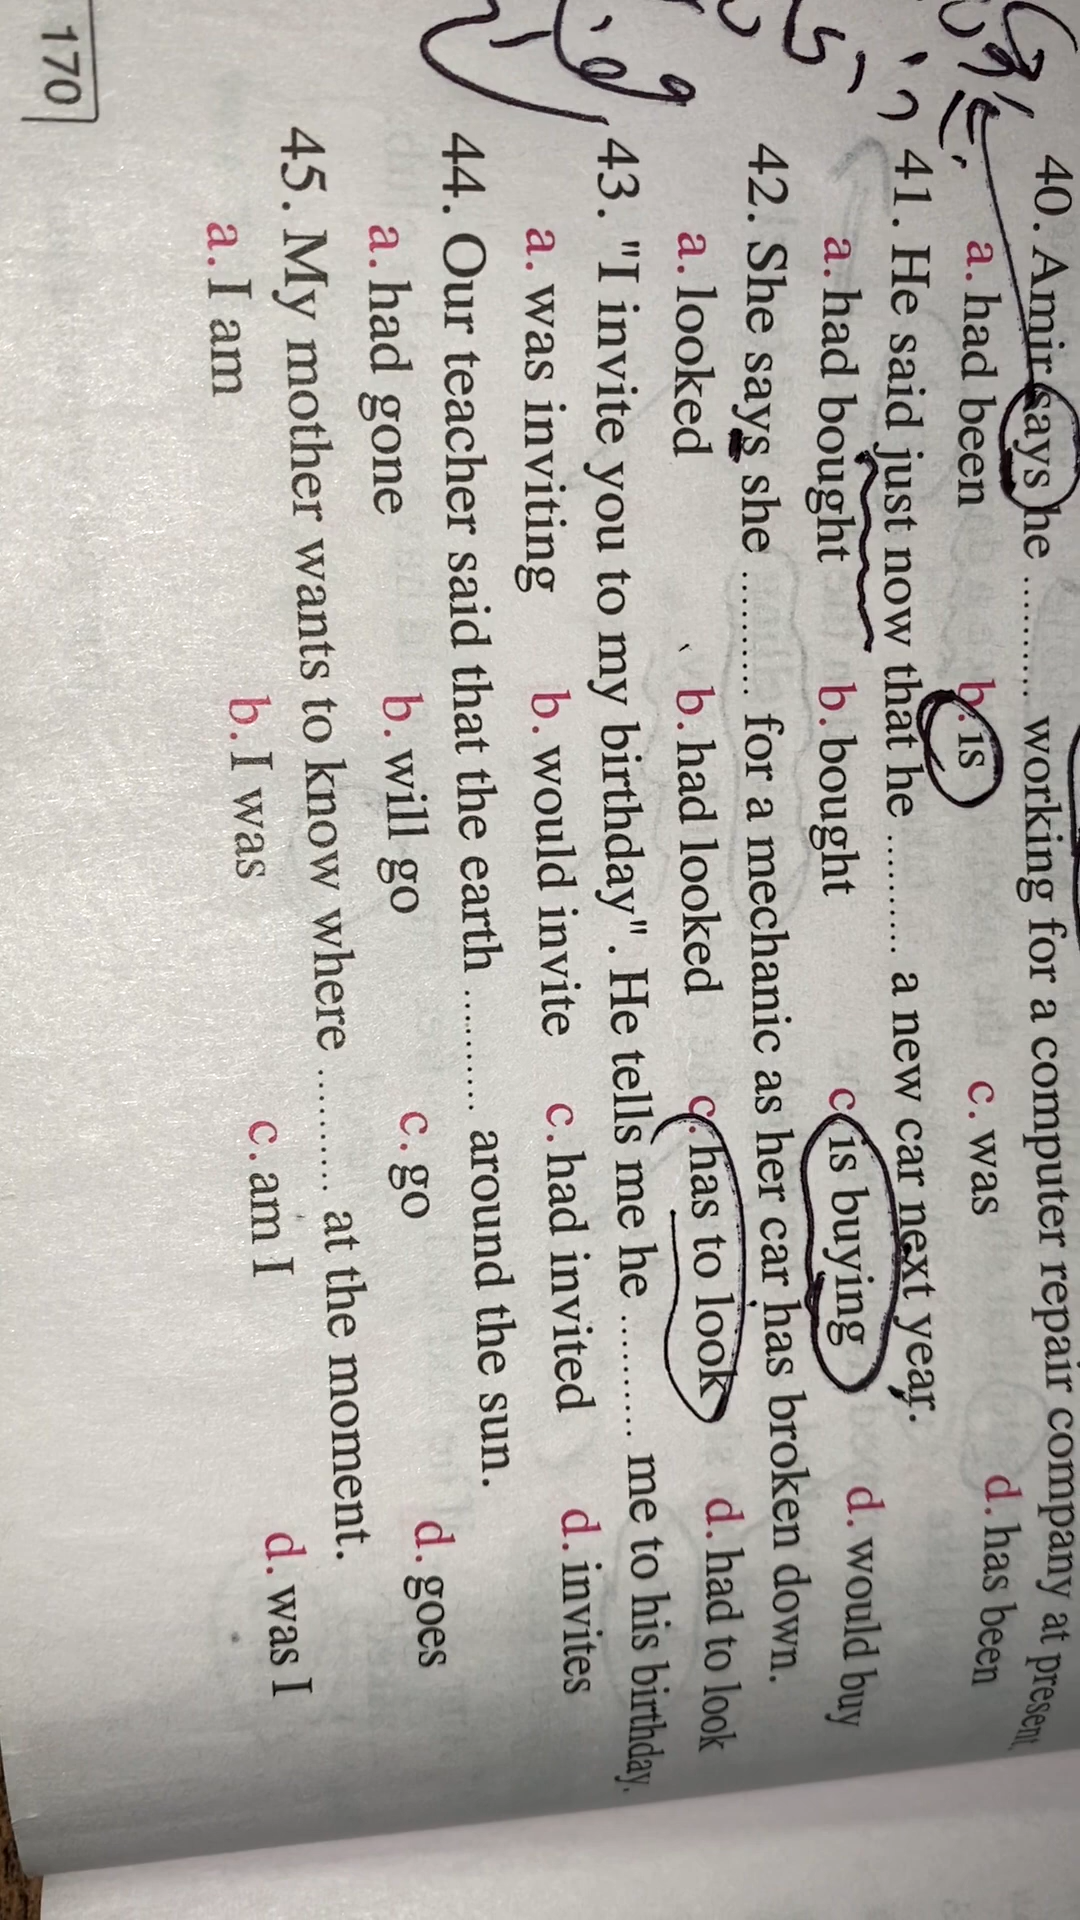 40. Amir says he .......... working for a computer repair company at present.
a. had been b. is c. was d. has been
41. He said just now that he .......... a new car next year.
a. had bought b. bought c. is buying d. would buy
42. She says she .......... for a mechanic as her car has broken down.
a. looked b. had looked c. has to look d. had to look
43. "I invite you to my birthday". He tells me he .......... me to his birthday.
a. was inviting b. would invite c. had invited d. invites
44. Our teacher said that the earth .......... around the sun.
a. had gone b. will go c. go d. goes
45. My mother wants to know where .......... at the moment.
a. I am b. I was c. am I d. was I
170